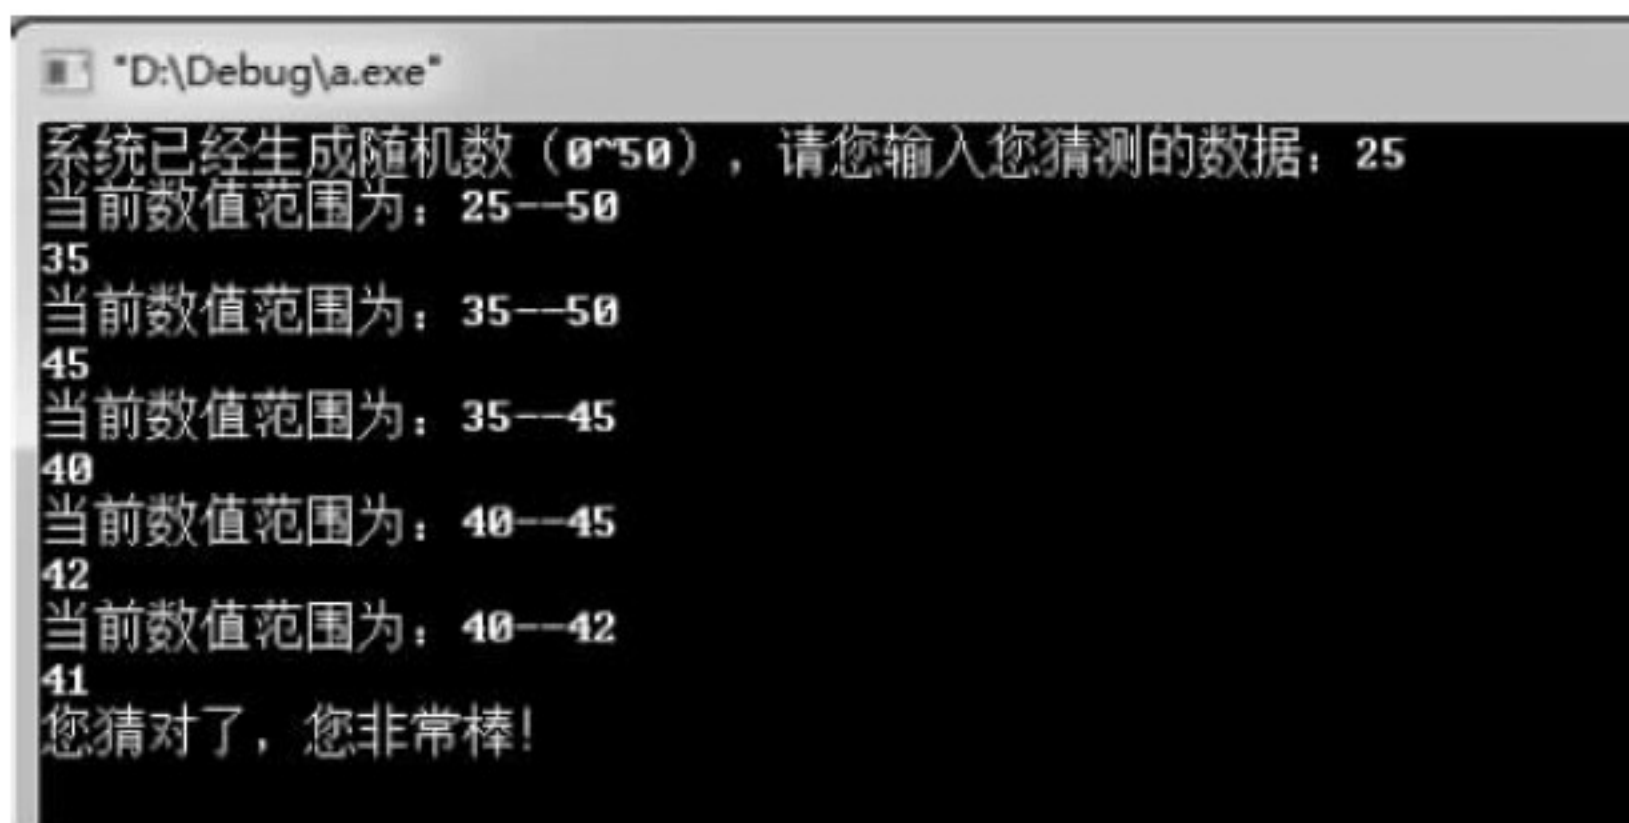 "D:\Debug\a.exe"
系统已经生成随机数（0~50），请您输入您猜测的数据：25
当前数值范围为：25--50
35
当前数值范围为：35--50
45
当前数值范围为：35--45
40
当前数值范围为：40--45
42
当前数值范围为：40--42
41
您猜对了，您非常棒！